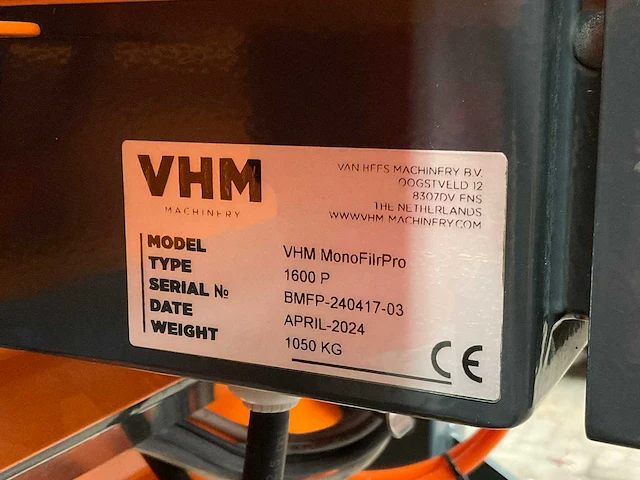 VHM
MACHINERY
VAN HEES MACHINERY B.V.
OOGSTVELD 12
8307DV ENS
THE NETHERLANDS
WWW.VHM-MACHINERY.COM
MODEL VHM MonoFilrPro
TYPE 1600 P
SERIAL № BMFP-240417-03
DATE APRIL-2024
WEIGHT 1050 KG
CE